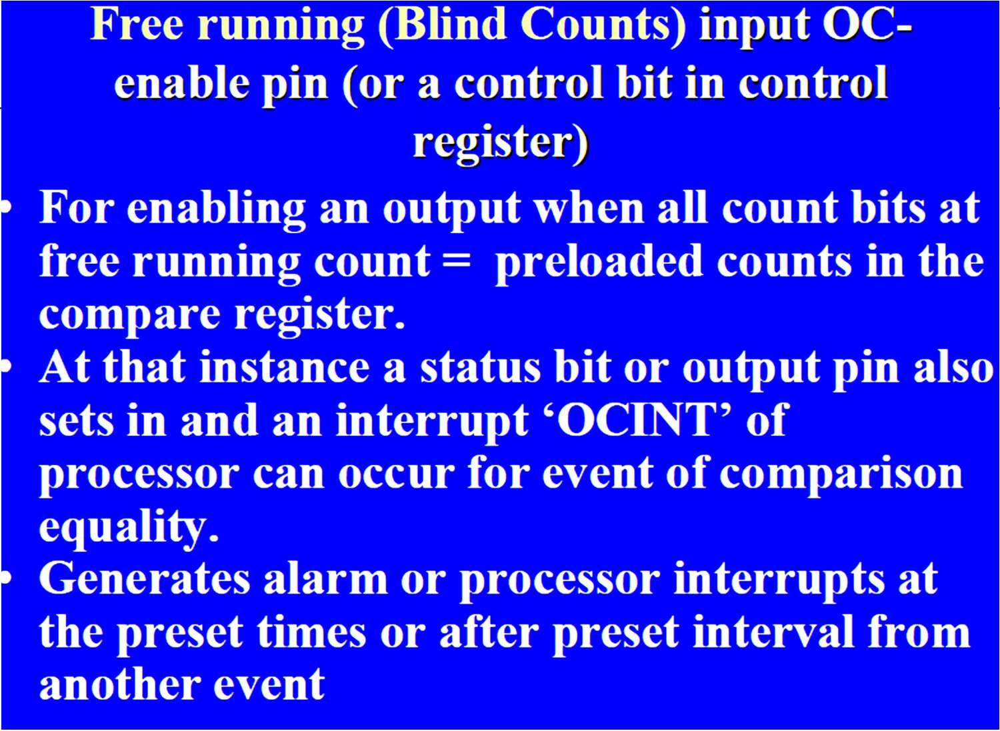 Free running (Blind Counts) input OC-
enable pin (or a control bit in control
register)
• For enabling an output when all count bits at
free running count = preloaded counts in the
compare register.
• At that instance a status bit or output pin also
sets in and an interrupt ‘OCINT’ of
processor can occur for event of comparison
equality.
• Generates alarm or processor interrupts at
the preset times or after preset interval from
another event